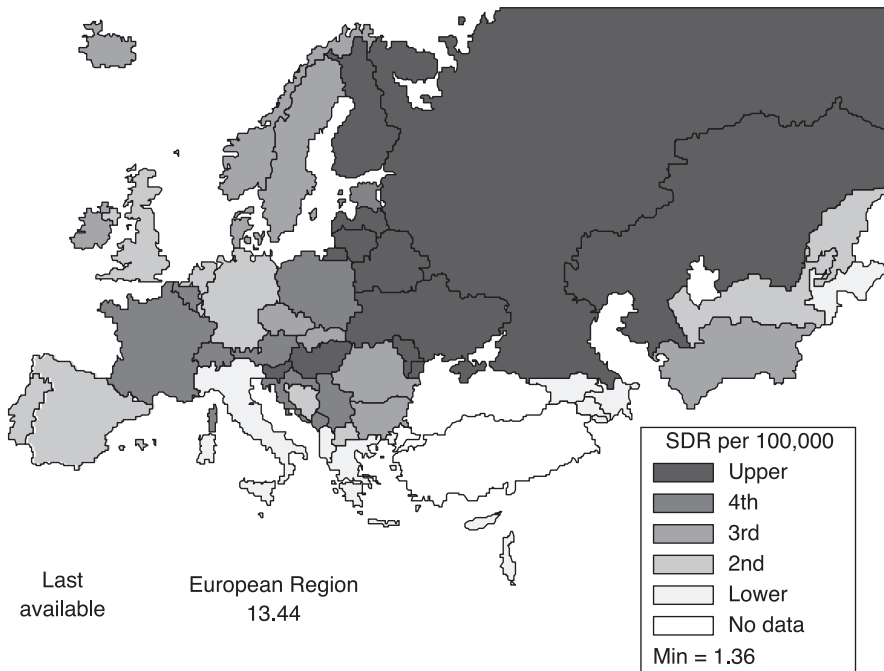 SDR per 100,000
Upper
4th
3rd
2nd
Lower
No data
Min = 1.36
Last
available
European Region
13.44